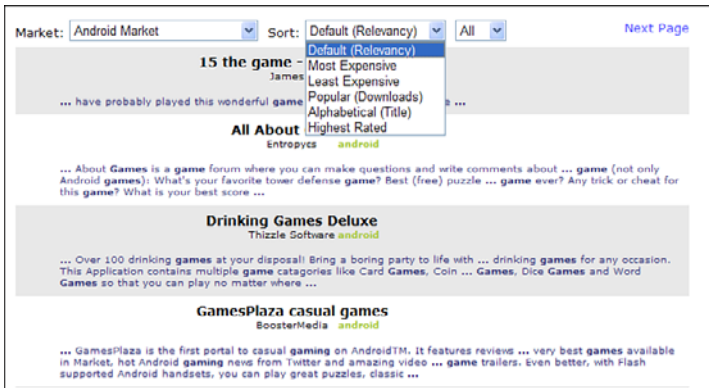 Market: Android Market Sort: Default (Relevancy) All Next Page
Default (Relevancy)
Most Expensive
Least Expensive
Popular (Downloads)
Alphabetical (Title)
Highest Rated
15 the game -
James
... have probably played this wonderful game e ...
All About
Entropycs android
... About Games is a game forum where you can make questions and write comments about ... game (not only
Android games): What's your favorite tower defense game? Best (free) puzzle ... game ever? Any trick or cheat for
this game? What is your best score ...
Drinking Games Deluxe
Thizzle Software android
... Over 100 drinking games at your disposal! Bring a boring party to life with ... drinking games for any occasion.
This Application contains multiple game catagories like Card Games, Coin ... Games, Dice Games and Word
Games so that you can play no matter where ...
GamesPlaza casual games
BoosterMedia android
... GamesPlaza is the first portal to casual gaming on AndroidTM. It features reviews ... very best games available
in Market, hot Android gaming news from Twitter and amazing video ... game trailers. Even better, with Flash
supported Android handsets, you can play great puzzles, classic ...